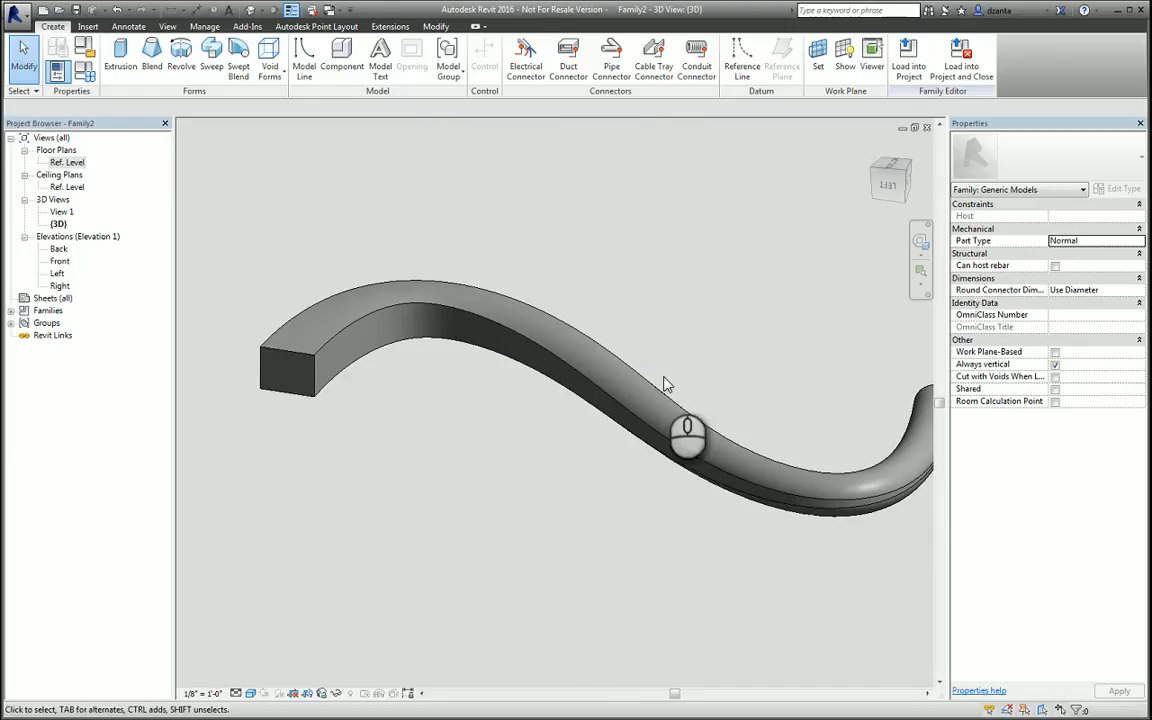 Autodesk Revit 2016 - Not For Resale Version - Family2 - 3D View: {3D}
Type a keyword or phrase
dzanta
Create Insert Annotate View Manage Add-Ins Autodesk Point Layout Extensions Modify
Modify Extrusion Blend Revolve Sweep Swept Blend Void Forms Model Line Component Model Text Opening Model Group Control Electrical Connector Duct Connector Pipe Connector Cable Tray Connector Conduit Connector Reference Line Reference Plane Set Show Viewer Load into Project Load into Project and Close
Select Properties Forms Model Control Connectors Datum Work Plane Family Editor
Project Browser - Family2
Views (all)
Floor Plans
Ref. Level
Ceiling Plans
Ref. Level
3D Views
View 1
{3D}
Elevations (Elevation 1)
Back
Front
Left
Right
Sheets (all)
Families
Groups
Revit Links
LEFT
Properties
Family: Generic Models
Edit Type
Constraints
Host
Mechanical
Part Type Normal
Structural
Can host rebar
Dimensions
Round Connector Dim... Use Diameter
Identity Data
OmniClass Number
OmniClass Title
Other
Work Plane-Based
Always vertical
Cut with Voids When L...
Shared
Room Calculation Point
Properties help
Apply
1/8" = 1'-0"
Click to select, TAB for alternates, CTRL adds, SHIFT unselects.
:0